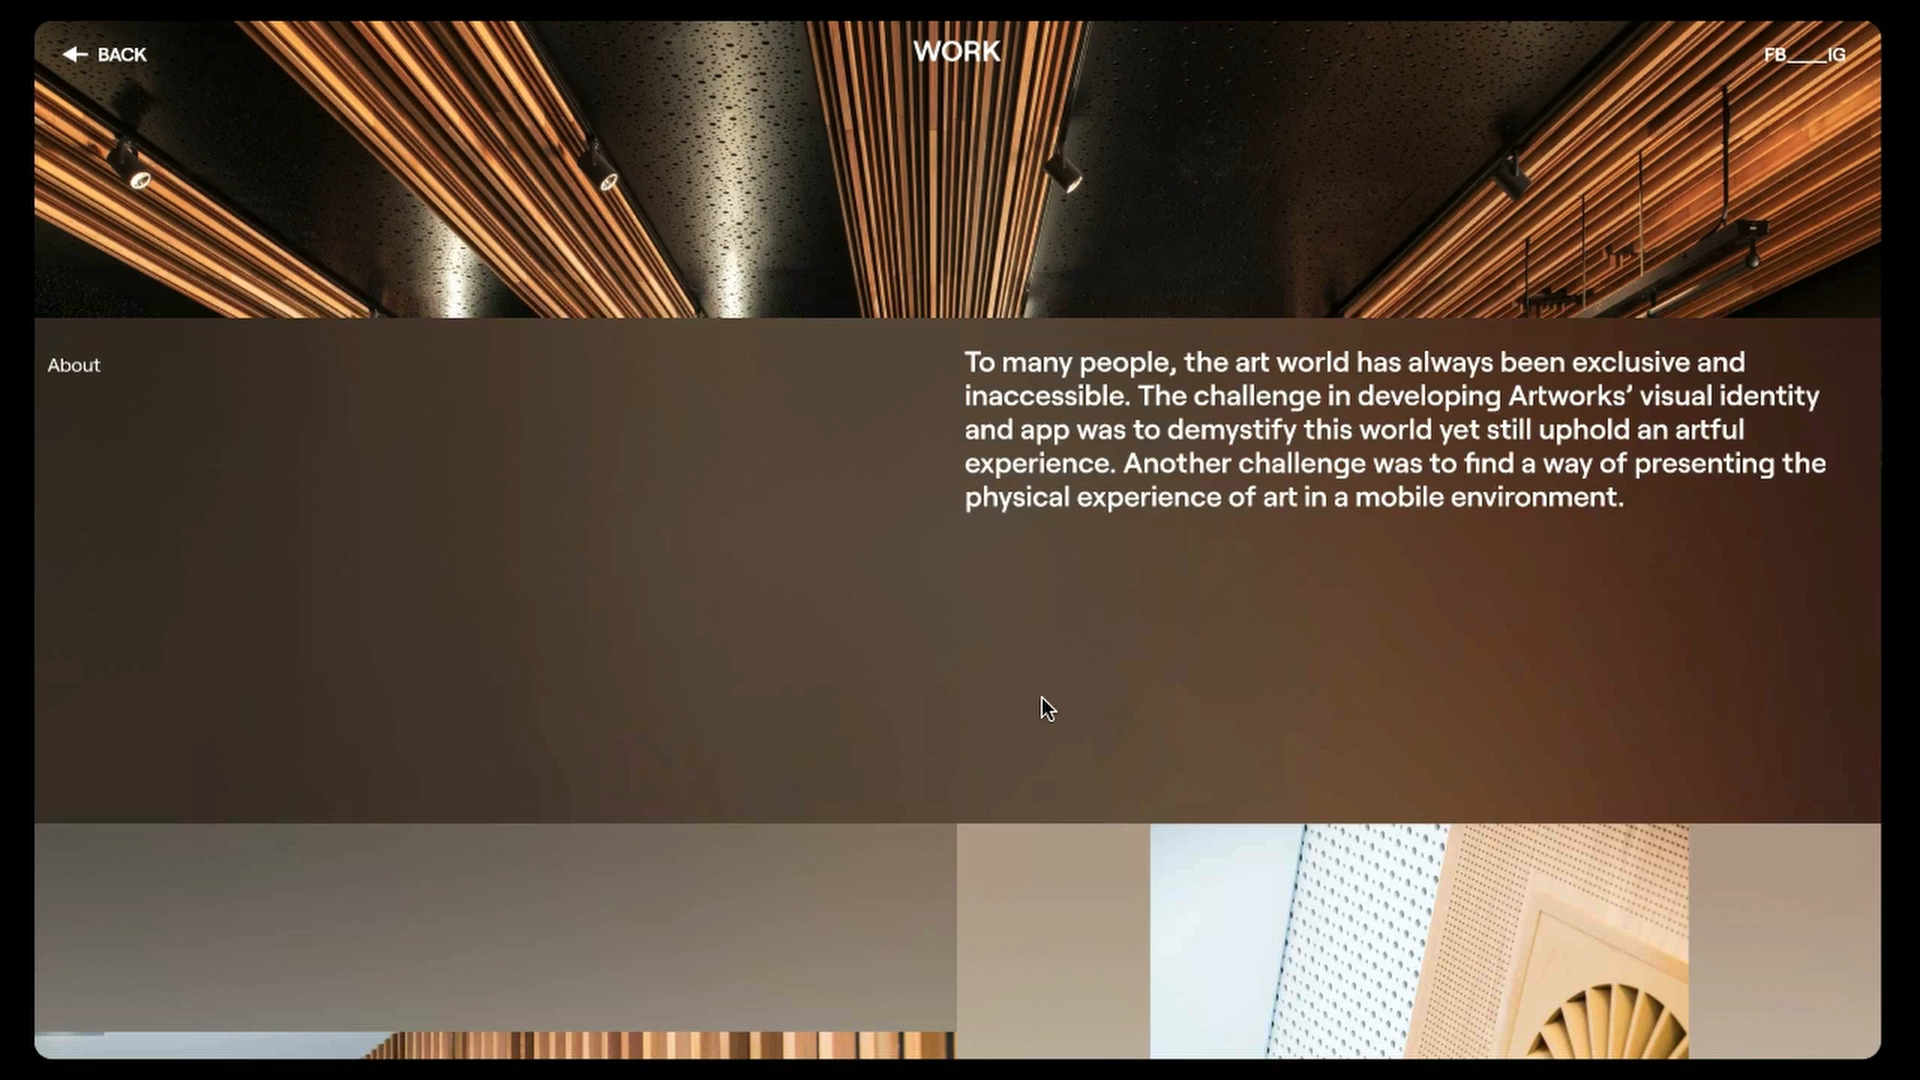 BACK
WORK
FB____IG
About
To many people, the art world has always been exclusive and
inaccessible. The challenge in developing Artworks’ visual identity
and app was to demystify this world yet still uphold an artful
experience. Another challenge was to find a way of presenting the
physical experience of art in a mobile environment.